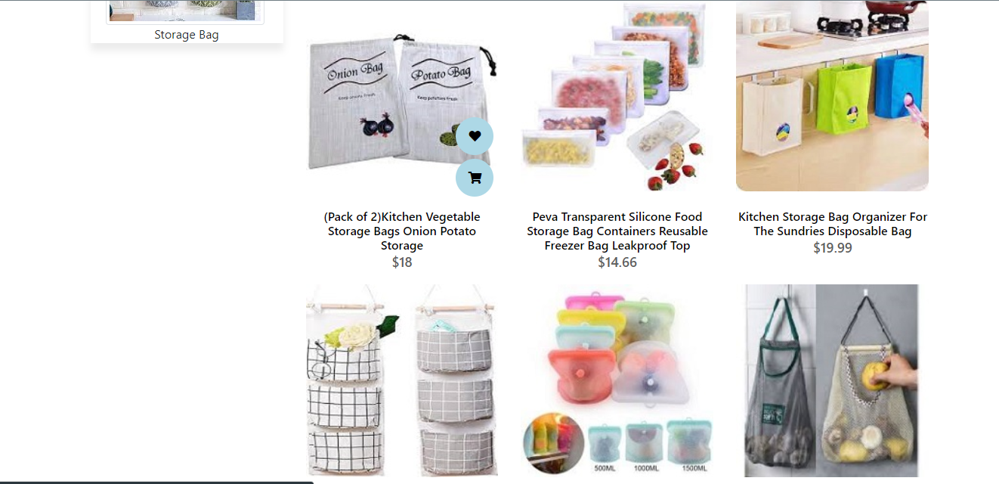 Storage Bag
Onion Bag
Keep onions Fresh
Potato Bag
Keep potatoes Fresh
(Pack of 2)Kitchen Vegetable
Storage Bags Onion Potato
Storage
$18
Peva Transparent Silicone Food
Storage Bag Containers Reusable
Freezer Bag Leakproof Top
$14.66
Kitchen Storage Bag Organizer For
The Sundries Disposable Bag
$19.99
500ML
1000ML
1500ML